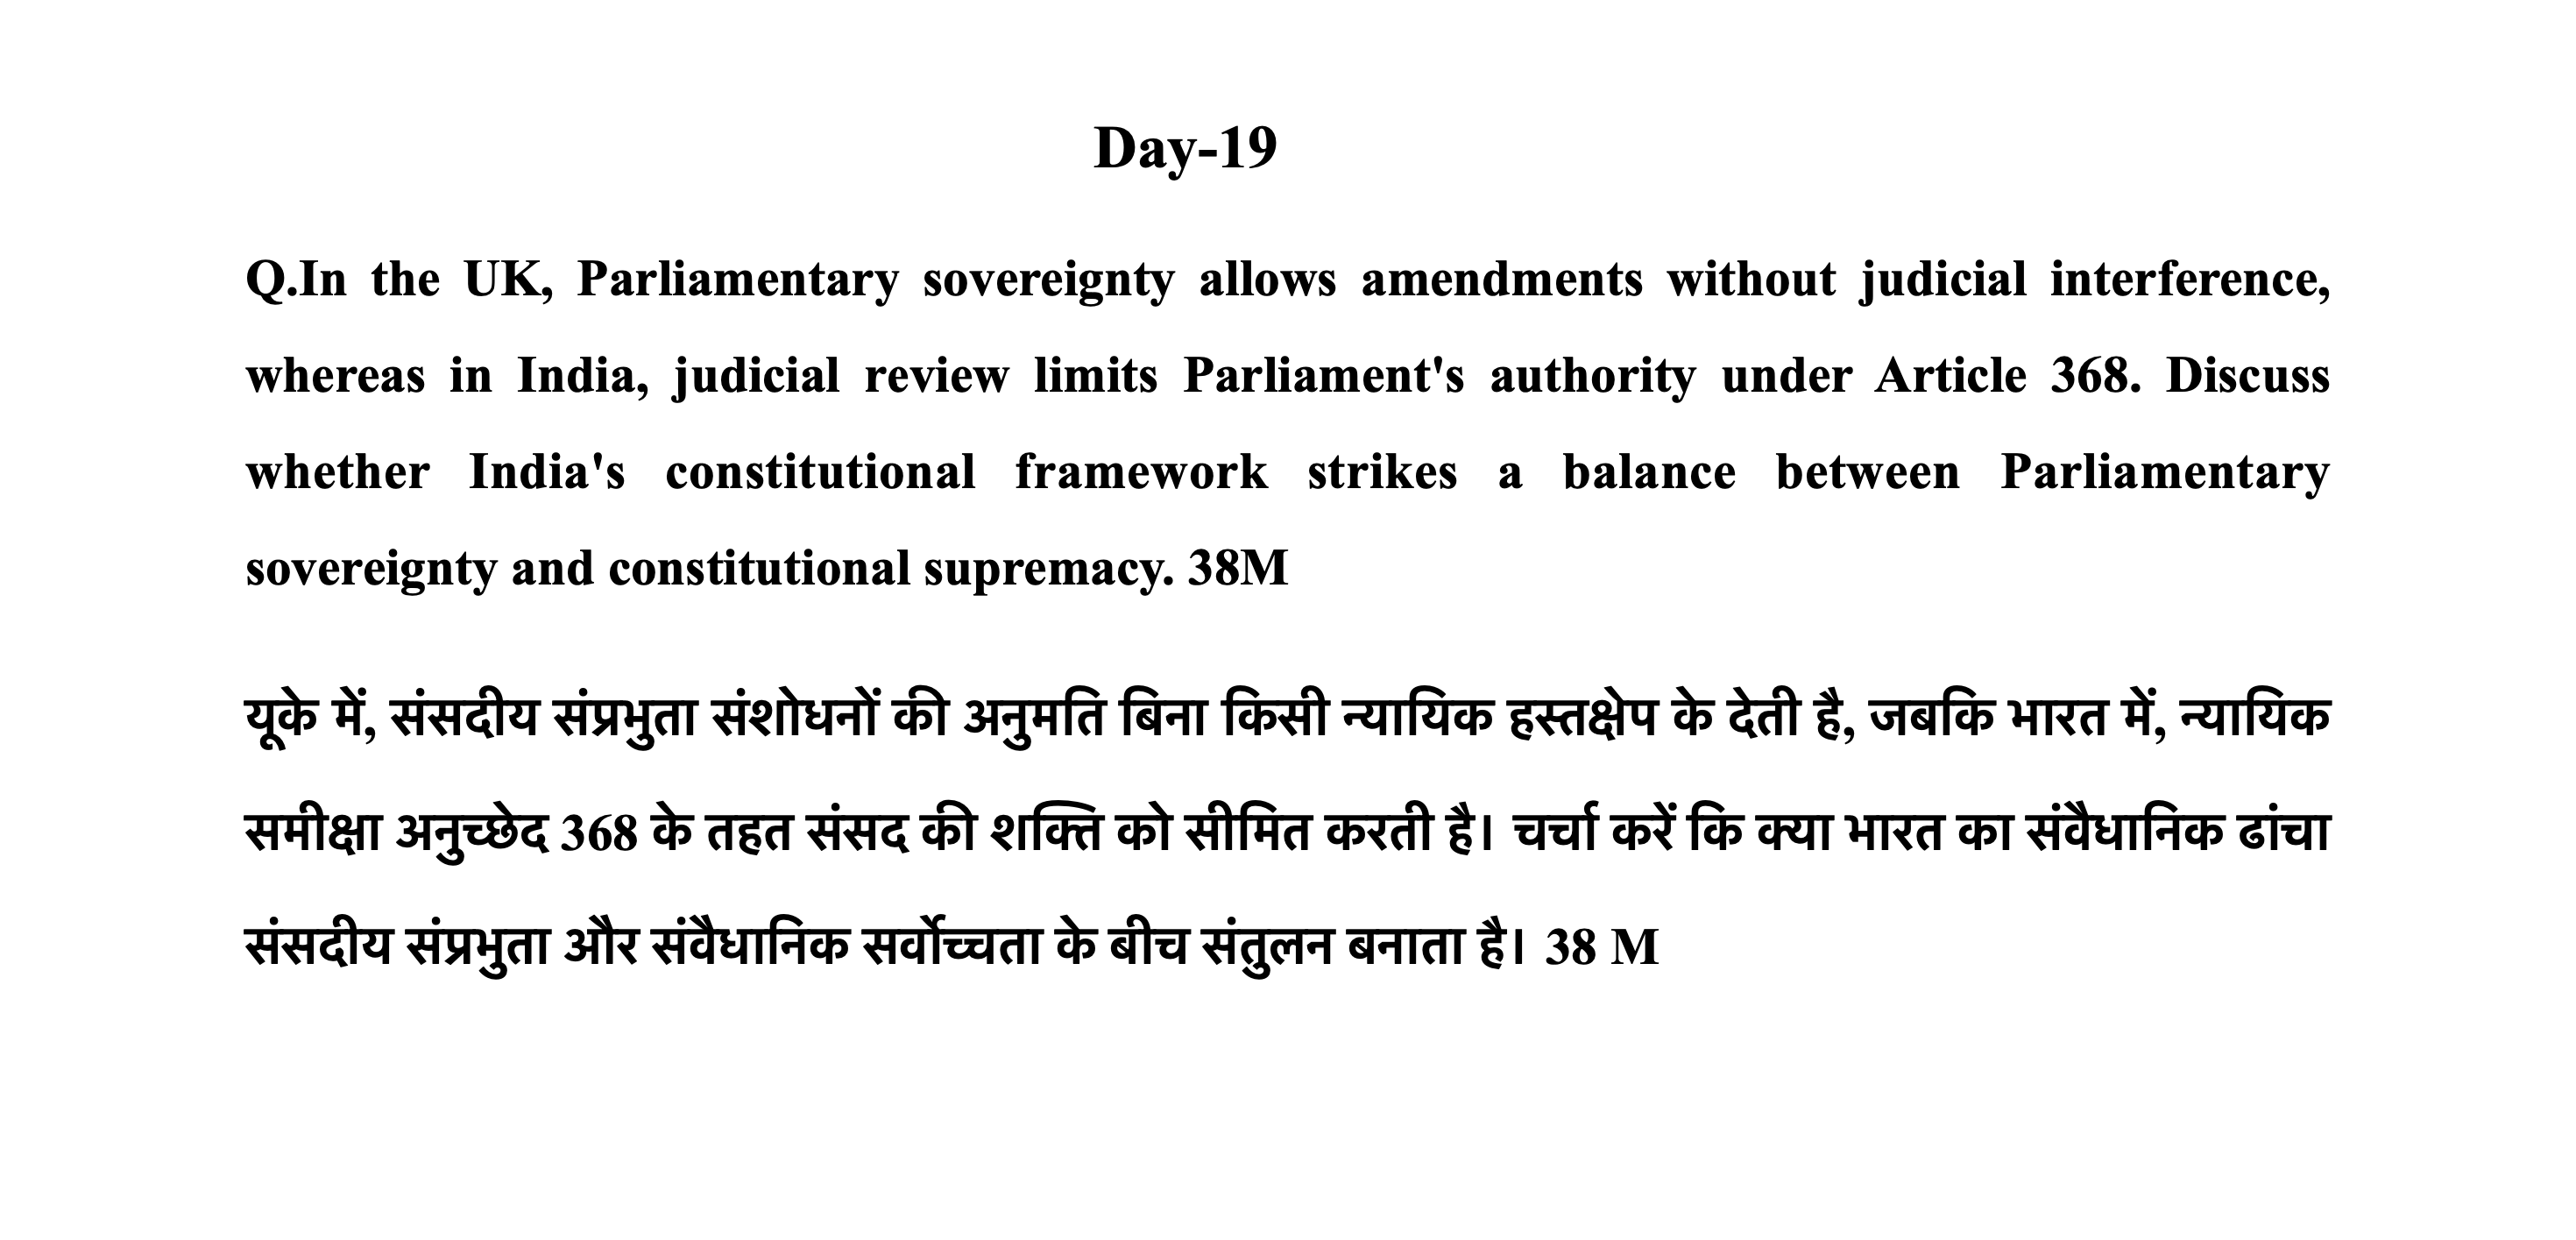 Day-19
Q.In the UK, Parliamentary sovereignty allows amendments without judicial interference,
whereas in India, judicial review limits Parliament's authority under Article 368. Discuss
whether India's constitutional framework strikes a balance between Parliamentary
sovereignty and constitutional supremacy. 38M
यूके में, संसदीय संप्रभुता संशोधनों की अनुमति बिना किसी न्यायिक हस्तक्षेप के देती है, जबकि भारत में, न्यायिक
समीक्षा अनुच्छेद 368 के तहत संसद की शक्ति को सीमित करती है। चर्चा करें कि क्या भारत का संवैधानिक ढांचा
संसदीय संप्रभुता और संवैधानिक सर्वोच्चता के बीच संतुलन बनाता है। 38 M